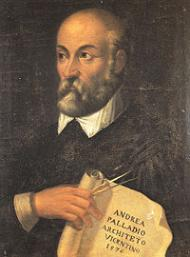 ANDREA
PALLADIO
ARCHITETO
VICENTINO
1576